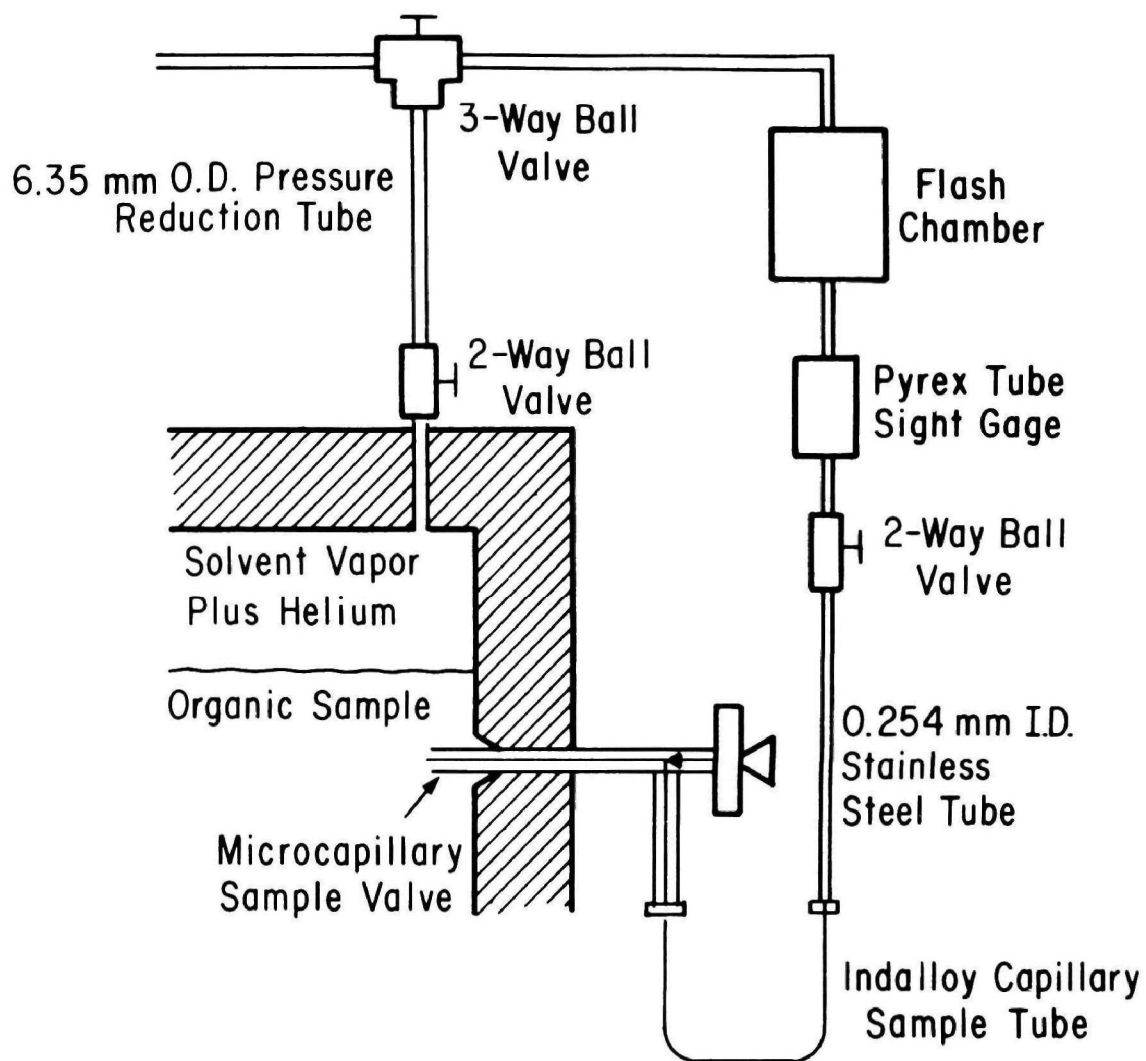 3-Way Ball
Valve
6.35 mm O.D. Pressure
Reduction Tube
Flash
Chamber
2-Way Ball
Valve
Pyrex Tube
Sight Gage
Solvent Vapor
Plus Helium
2-Way Ball
Valve
Organic Sample
0.254 mm I.D.
Stainless
Steel Tube
Microcapillary
Sample Valve
Indalloy Capillary
Sample Tube